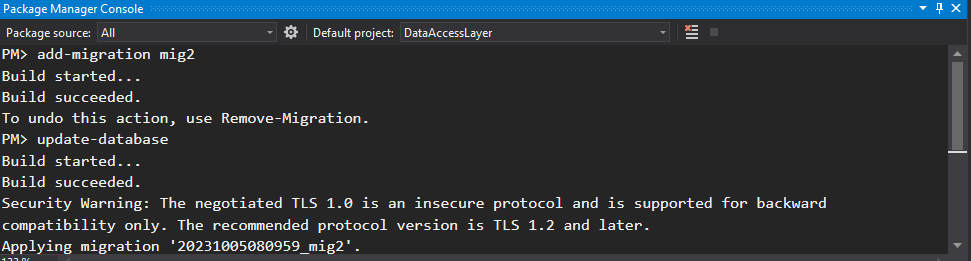 Package Manager Console
Package source: All Default project: DataAccessLayer
PM> add-migration mig2
Build started...
Build succeeded.
To undo this action, use Remove-Migration.
PM> update-database
Build started...
Build succeeded.
Security Warning: The negotiated TLS 1.0 is an insecure protocol and is supported for backward
compatibility only. The recommended protocol version is TLS 1.2 and later.
Applying migration '20231005080959_mig2'.